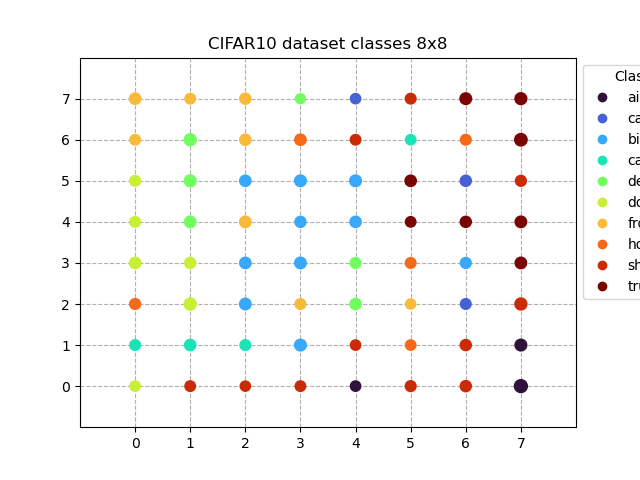 CIFAR10 dataset classes 8x8
Clas
ai
ca
bi
ca
de
do
fro
ho
sh
tru
7
6
5
4
3
2
1
0
0 1 2 3 4 5 6 7